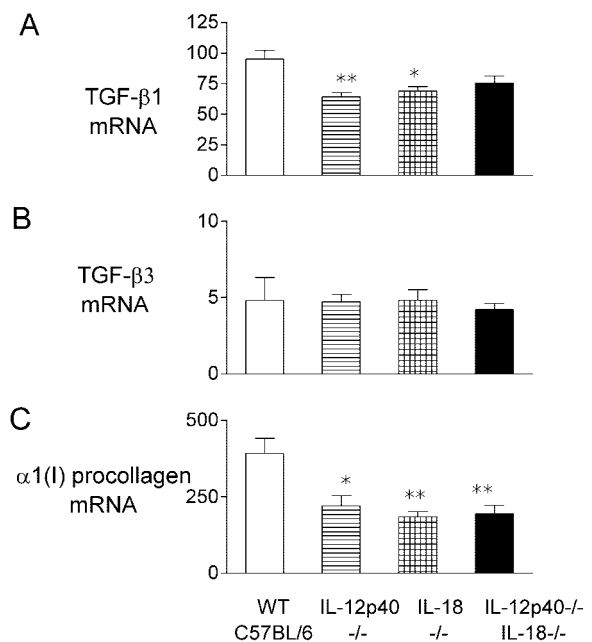 A
TGF-β1
mRNA
125
100
75
50
25
0
**
*
B
TGF-β3
mRNA
10
5
0
C
α1(I) procollagen
mRNA
500
250
0
*
**
**
WT
C57BL/6
IL-12p40
-/-
IL-18
-/-
IL-12p40-/-
IL-18-/-